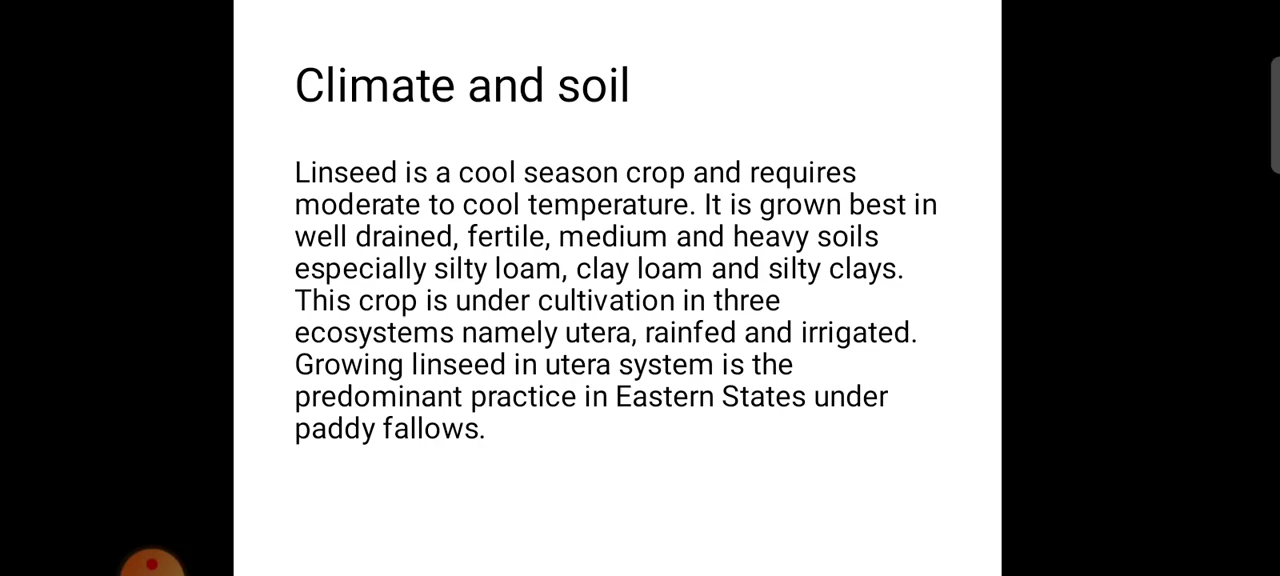 Climate and soil
Linseed is a cool season crop and requires
moderate to cool temperature. It is grown best in
well drained, fertile, medium and heavy soils
especially silty loam, clay loam and silty clays.
This crop is under cultivation in three
ecosystems namely utera, rainfed and irrigated.
Growing linseed in utera system is the
predominant practice in Eastern States under
paddy fallows.